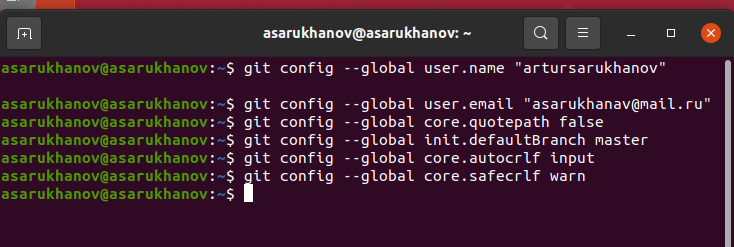 asarukhanov@asarukhanov: ~
asarukhanov@asarukhanov:~$ git config --global user.name "artursarukhanov"
asarukhanov@asarukhanov:~$ git config --global user.email "asarukhanav@mail.ru"
asarukhanov@asarukhanov:~$ git config --global core.quotepath false
asarukhanov@asarukhanov:~$ git config --global init.defaultBranch master
asarukhanov@asarukhanov:~$ git config --global core.autocrlf input
asarukhanov@asarukhanov:~$ git config --global core.safecrlf warn
asarukhanov@asarukhanov:~$